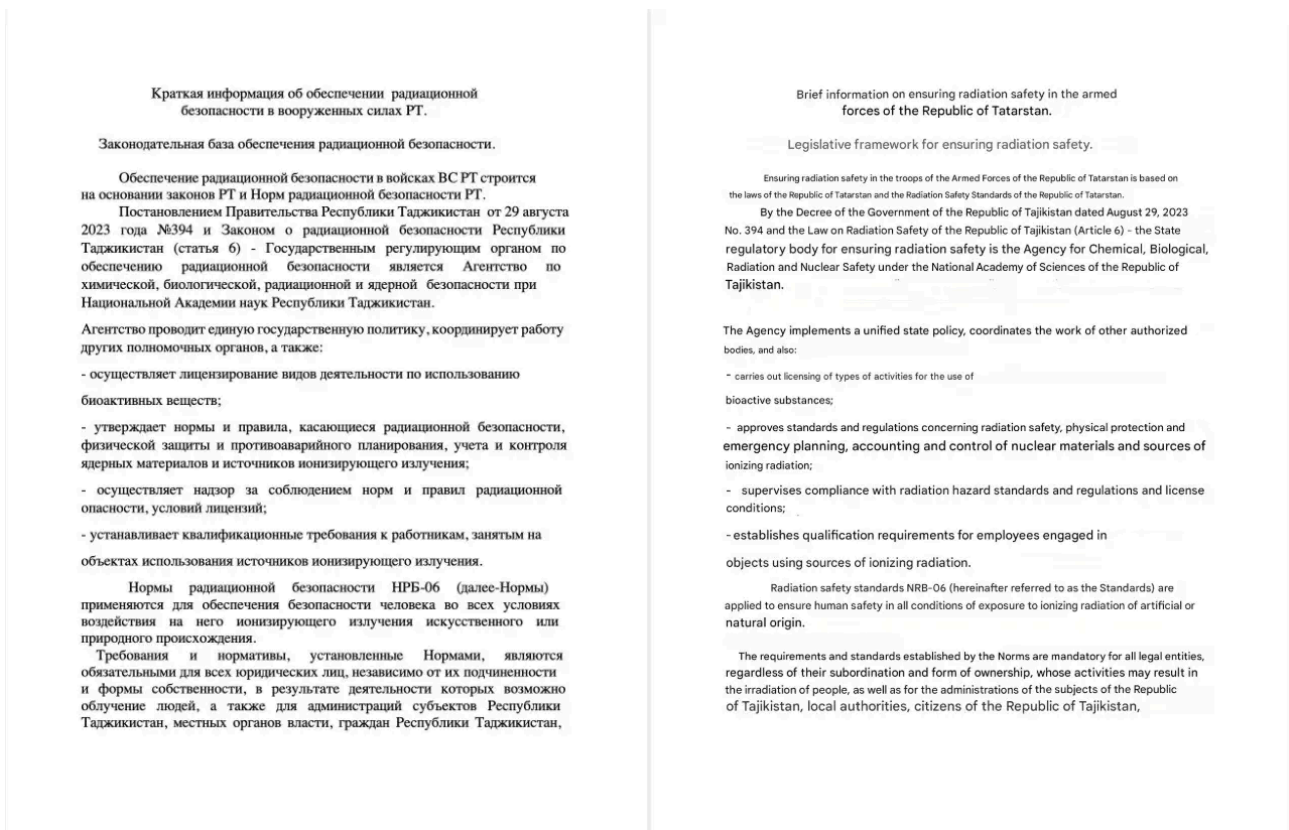 Краткая информация об обеспечении радиационной
безопасности в вооруженных силах РТ.
Законодательная база обеспечения радиационной безопасности.
Обеспечение радиационной безопасности в войсках ВС РТ строится
на основании законов РТ и Норм радиационной безопасности РТ.
Постановлением Правительства Республики Таджикистан от 29 августа
2023 года №394 и Законом о радиационной безопасности Республики
Таджикистан (статья 6) - Государственным регулирующим органом по
обеспечению радиационной безопасности является Агентство по
химической, биологической, радиационной и ядерной безопасности при
Национальной Академии наук Республики Таджикистан.
Агентство проводит единую государственную политику, координирует работу
других полномочных органов, а также:
- осуществляет лицензирование видов деятельности по использованию
биоактивных веществ;
- утверждает нормы и правила, касающиеся радиационной безопасности,
физической защиты и противоаварийного планирования, учета и контроля
ядерных материалов и источников ионизирующего излучения;
- осуществляет надзор за соблюдением норм и правил радиационной
опасности, условий лицензий;
- устанавливает квалификационные требования к работникам, занятым на
объектах использования источников ионизирующего излучения.
Нормы радиационной безопасности НРБ-06 (далее-Нормы)
применяются для обеспечения безопасности человека во всех условиях
воздействия на него ионизирующего излучения искусственного или
природного происхождения.
Требования и нормативы, установленные Нормами, являются
обязательными для всех юридических лиц, независимо от их подчиненности
и формы собственности, в результате деятельности которых возможно
облучение людей, а также для администраций субъектов Республики
Таджикистан, местных органов власти, граждан Республики Таджикистан,
Brief information on ensuring radiation safety in the armed
forces of the Republic of Tatarstan.
Legislative framework for ensuring radiation safety.
Ensuring radiation safety in the troops of the Armed Forces of the Republic of Tatarstan is based on
the laws of the Republic of Tatarstan and the Radiation Safety Standards of the Republic of Tatarstan.
By the Decree of the Government of the Republic of Tajikistan dated August 29, 2023
No. 394 and the Law on Radiation Safety of the Republic of Tajikistan (Article 6) - the State
regulatory body for ensuring radiation safety is the Agency for Chemical, Biological,
Radiation and Nuclear Safety under the National Academy of Sciences of the Republic of
Tajikistan.
The Agency implements a unified state policy, coordinates the work of other authorized
bodies, and also:
- carries out licensing of types of activities for the use of
bioactive substances;
- approves standards and regulations concerning radiation safety, physical protection and
emergency planning, accounting and control of nuclear materials and sources of
ionizing radiation;
- supervises compliance with radiation hazard standards and regulations and license
conditions;
- establishes qualification requirements for employees engaged in
objects using sources of ionizing radiation.
Radiation safety standards NRB-06 (hereinafter referred to as the Standards) are
applied to ensure human safety in all conditions of exposure to ionizing radiation of artificial or
natural origin.
The requirements and standards established by the Norms are mandatory for all legal entities,
regardless of their subordination and form of ownership, whose activities may result in
the irradiation of people, as well as for the administrations of the subjects of the Republic
of Tajikistan, local authorities, citizens of the Republic of Tajikistan,